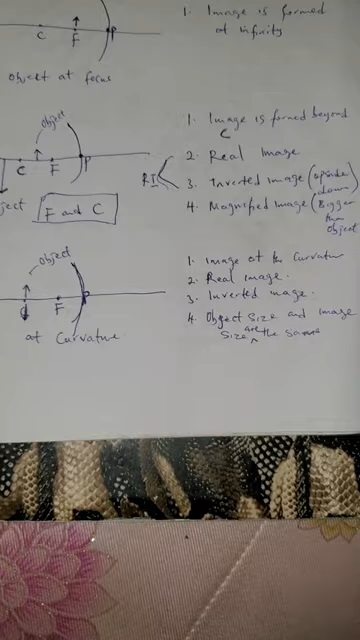 1. Image is formed
at infinity
C
F
P
Object at focus
Object
C
F
P
ject
F and C
RI
1. Image is formed beyond
C
2. Real Image
3. Inverted Image (upside
down)
4. Magnified Image (Bigger
than
Object
Object
C
F
P
at Curvature
1. Image at the Curvature
2. Real image.
3. Inverted image.
4. Object Size and image
Size are the same